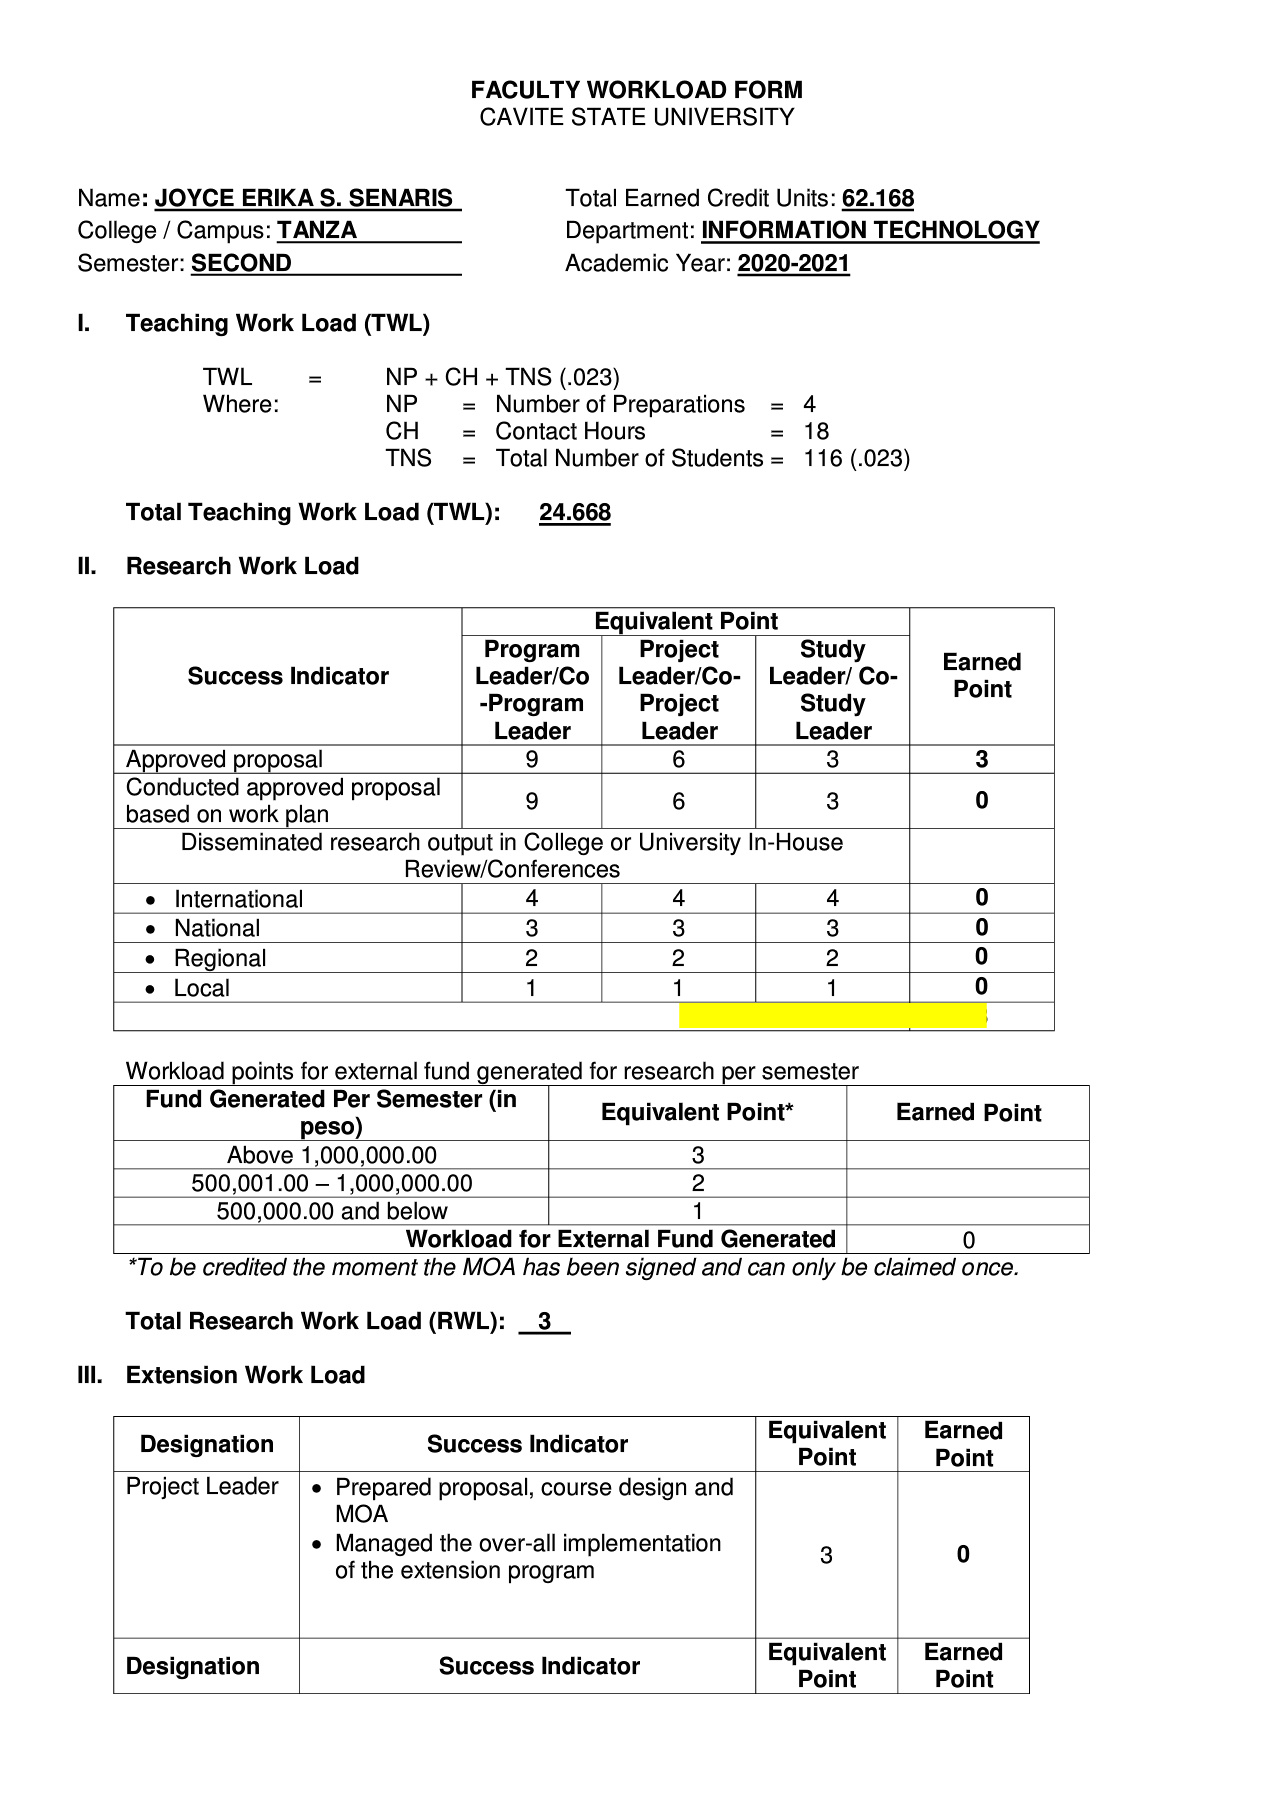 FACULTY WORKLOAD FORM
CAVITE STATE UNIVERSITY
Name: JOYCE ERIKA S. SENARIS Total Earned Credit Units: 62.168
College / Campus: TANZA Department: INFORMATION TECHNOLOGY
Semester: SECOND Academic Year: 2020-2021
I. Teaching Work Load (TWL)
TWL = NP + CH + TNS (.023)
Where: NP = Number of Preparations = 4
CH = Contact Hours = 18
TNS = Total Number of Students = 116 (.023)
Total Teaching Work Load (TWL): 24.668
II. Research Work Load
Success Indicator
Equivalent Point
Program
Leader/Co
-Program
Leader
Project
Leader/Co-
Project
Leader
Study
Leader/ Co-
Study
Leader
Earned
Point
Approved proposal 9 6 3 3
Conducted approved proposal
based on work plan 9 6 3 0
Disseminated research output in College or University In-House
Review/Conferences
• International 4 4 4 0
• National 3 3 3 0
• Regional 2 2 2 0
• Local 1 1 1 0
Workload points for external fund generated for research per semester
Fund Generated Per Semester (in
peso)
Equivalent Point* Earned Point
Above 1,000,000.00 3
500,001.00 – 1,000,000.00 2
500,000.00 and below 1
Workload for External Fund Generated 0
*To be credited the moment the MOA has been signed and can only be claimed once.
Total Research Work Load (RWL): 3
III. Extension Work Load
Designation Success Indicator
Equivalent
Point
Earned
Point
Project Leader
• Prepared proposal, course design and
MOA
• Managed the over-all implementation
of the extension program
3 0
Designation Success Indicator
Equivalent
Point
Earned
Point